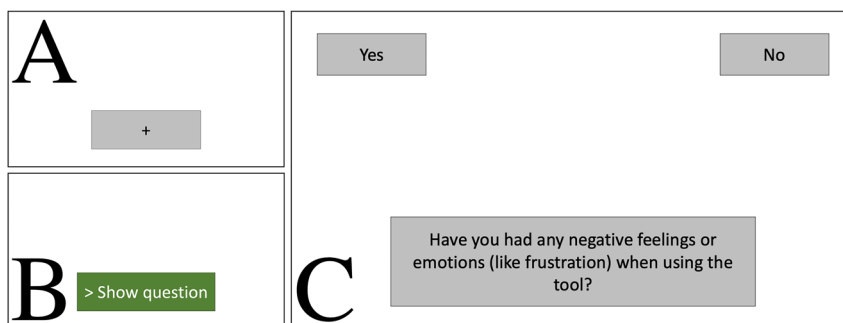 A
+
B
> Show question
Yes
No
C
Have you had any negative feelings or
emotions (like frustration) when using the
tool?